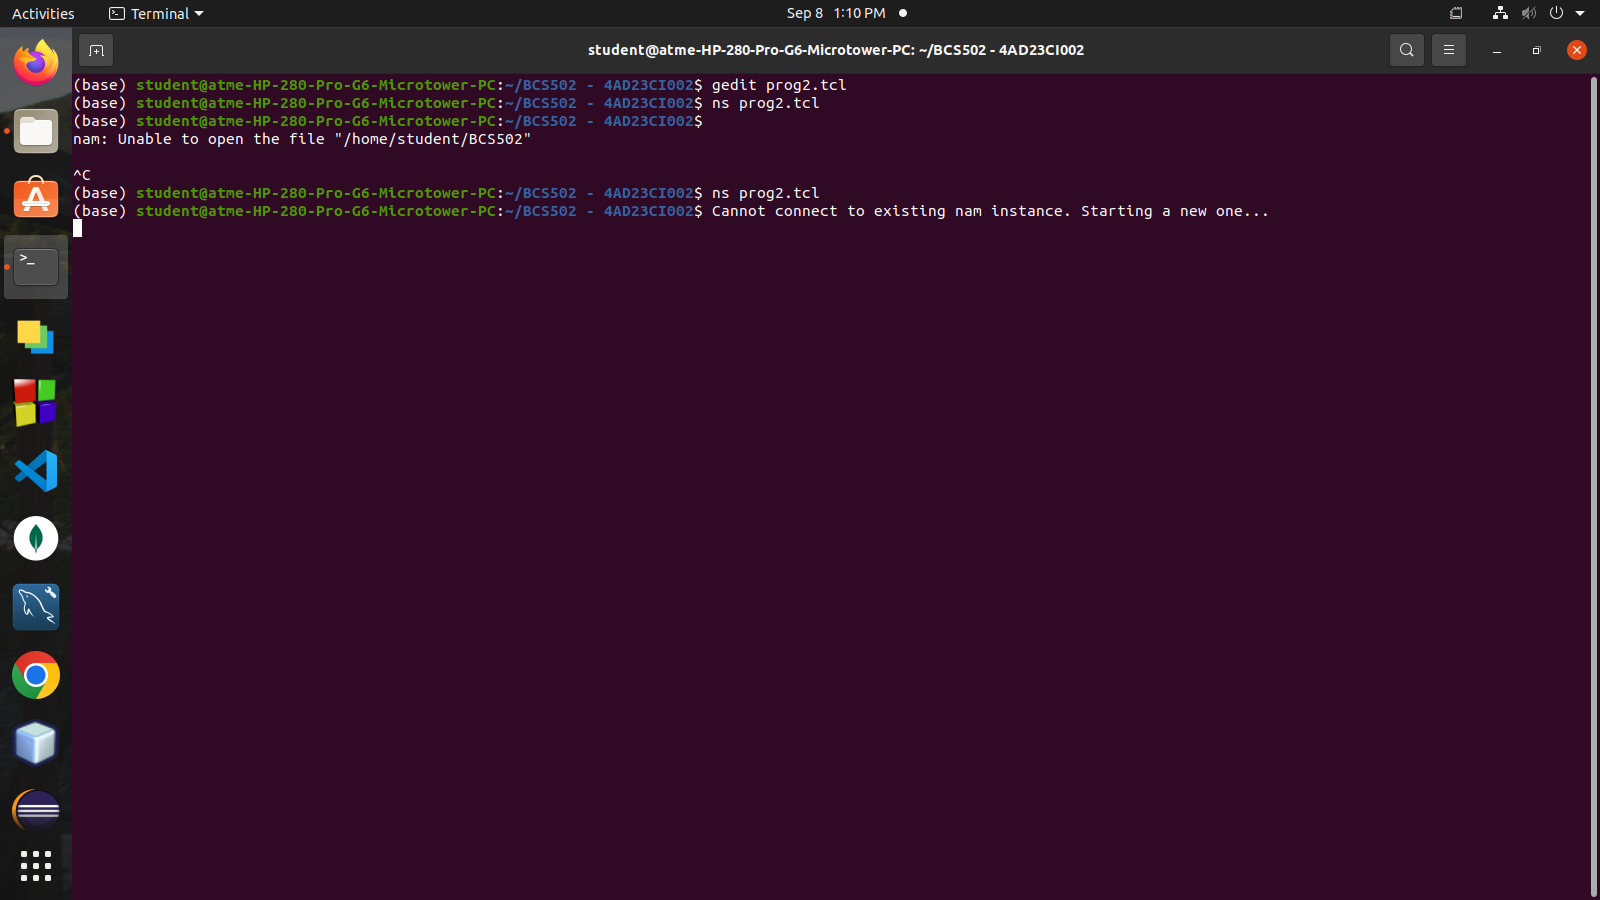 Activities
Terminal
Sep 8 1:10 PM
student@atme-HP-280-Pro-G6-Microtower-PC: ~/BCS502 - 4AD23CI002
(base) student@atme-HP-280-Pro-G6-Microtower-PC:~/BCS502 - 4AD23CI002$ gedit prog2.tcl
(base) student@atme-HP-280-Pro-G6-Microtower-PC:~/BCS502 - 4AD23CI002$ ns prog2.tcl
(base) student@atme-HP-280-Pro-G6-Microtower-PC:~/BCS502 - 4AD23CI002$
nam: Unable to open the file "/home/student/BCS502"
^C
(base) student@atme-HP-280-Pro-G6-Microtower-PC:~/BCS502 - 4AD23CI002$ ns prog2.tcl
(base) student@atme-HP-280-Pro-G6-Microtower-PC:~/BCS502 - 4AD23CI002$ Cannot connect to existing nam instance. Starting a new one...